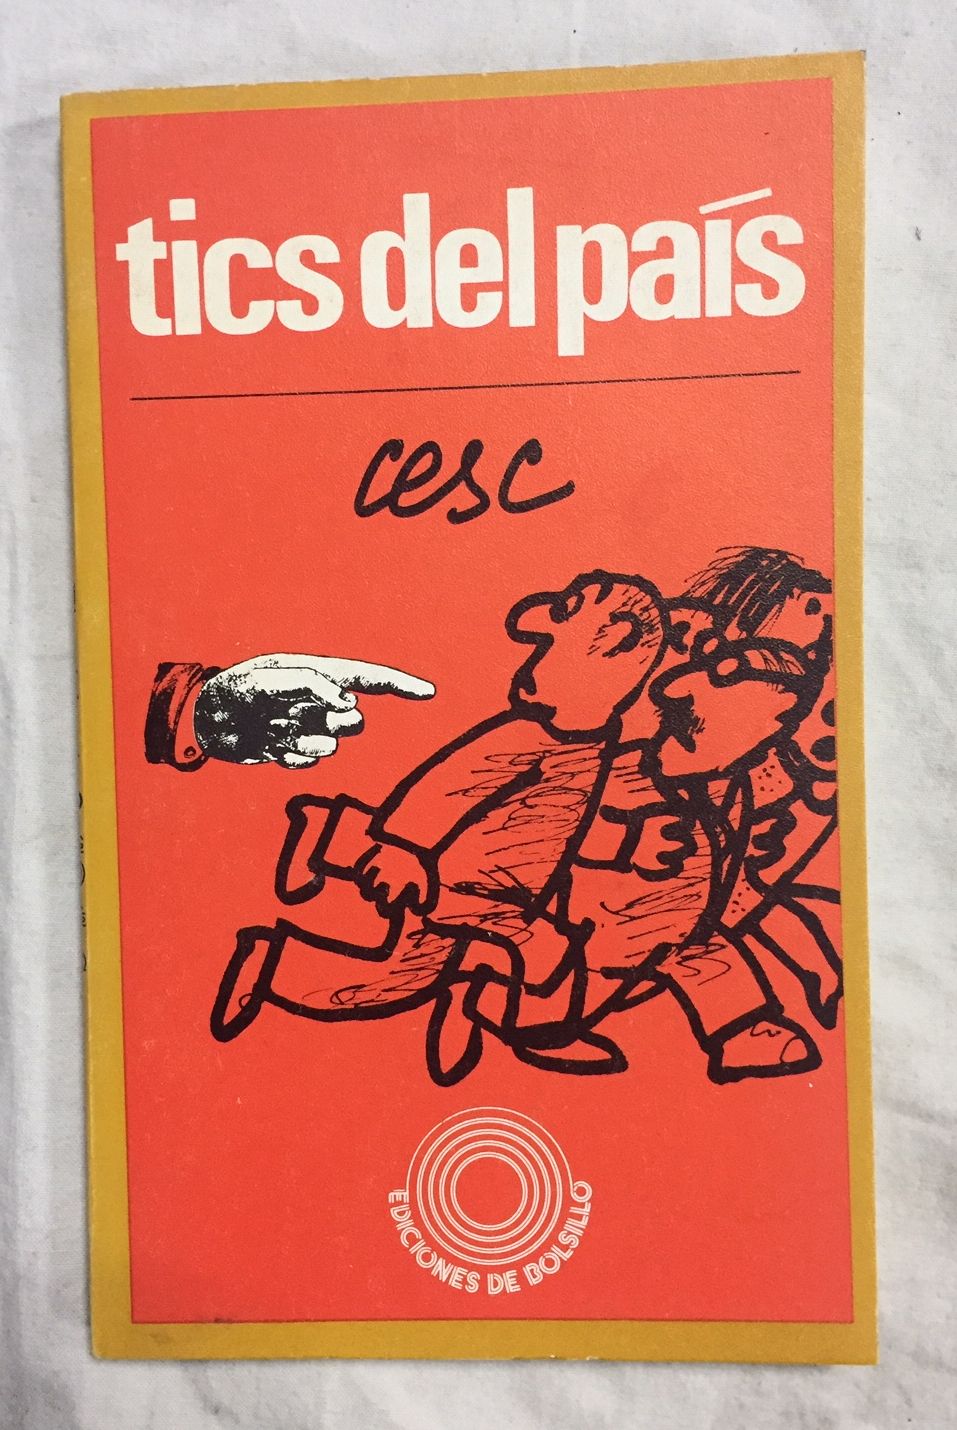 tics del país
cesc
EDICIONES DE BOLSILLO